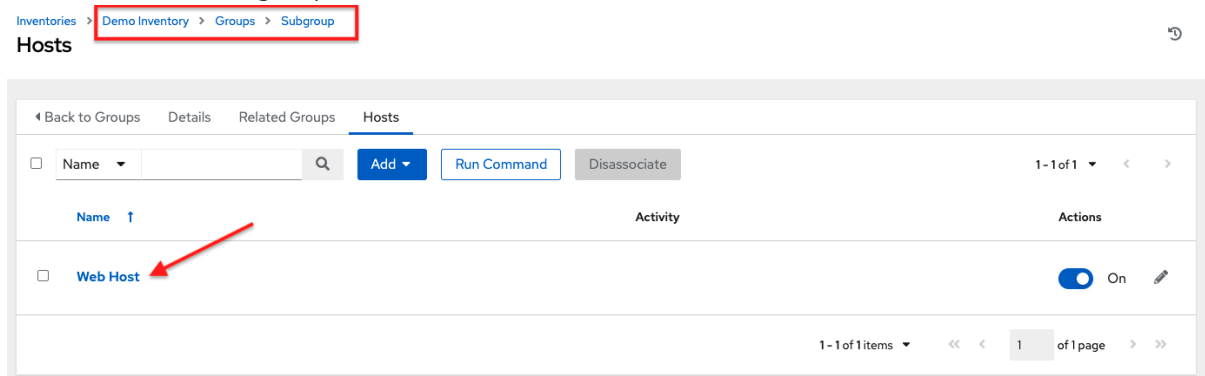 Inventories > Demo Inventory > Groups > Subgroup
Hosts
Back to Groups Details Related Groups Hosts
Name Add Run Command Disassociate 1 - 1 of 1
Name Activity Actions
Web Host On
1 - 1 of 1 items 1 of 1 page